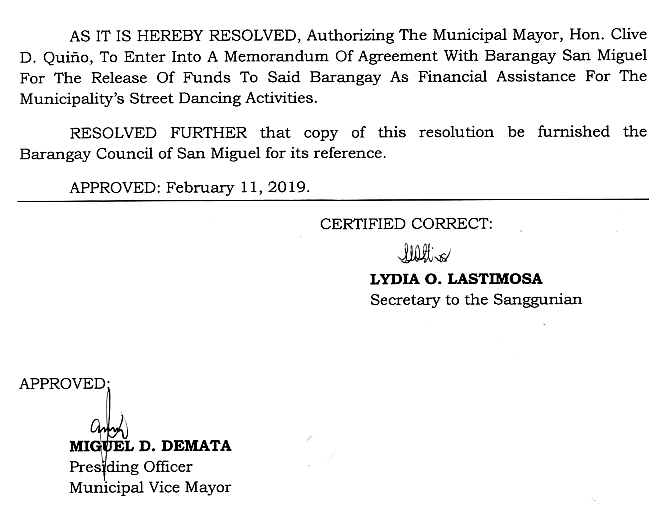 AS IT IS HEREBY RESOLVED, Authorizing The Municipal Mayor, Hon. Clive
D. Quiño, To Enter Into A Memorandum Of Agreement With Barangay San Miguel
For The Release Of Funds To Said Barangay As Financial Assistance For The
Municipality's Street Dancing Activities.
RESOLVED FURTHER that copy of this resolution be furnished the
Barangay Council of San Miguel for its reference.
APPROVED: February 11, 2019.
CERTIFIED CORRECT:
LYDIA O. LASTIMOSA
Secretary to the Sanggunian
APPROVED:
MIGUEL D. DEMATA
Presiding Officer
Municipal Vice Mayor